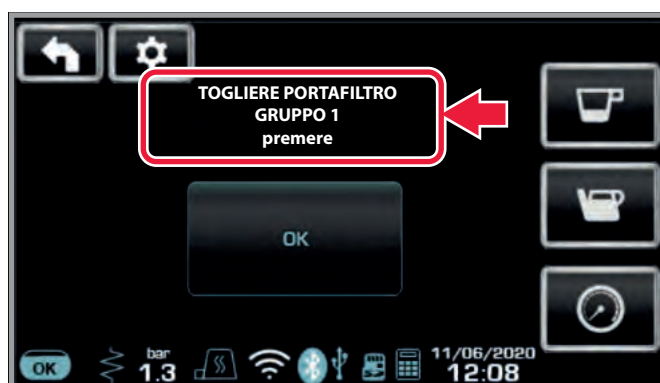 TOGLIERE PORTAFILTRO
GRUPPO 1
premere
OK
OK
bar
1.3
11/06/2020
12:08